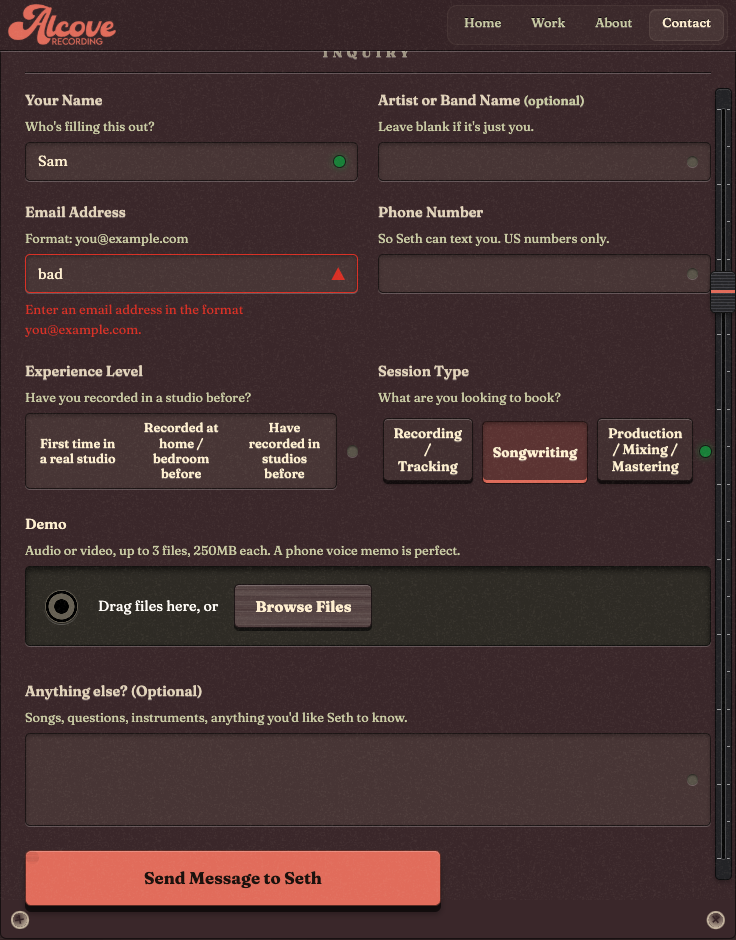 Alcove
RECORDING
Home
Work
About
Contact
INQUIRY
Your Name
Who's filling this out?
Sam
Artist or Band Name (optional)
Leave blank if it's just you.
Email Address
Format: you@example.com
bad
Enter an email address in the format
you@example.com.
Phone Number
So Seth can text you. US numbers only.
Experience Level
Have you recorded in a studio before?
First time in
a real studio
Recorded at
home /
bedroom
before
Have
recorded in
studios
before
Session Type
What are you looking to book?
Recording
/
Tracking
Songwriting
Production
/ Mixing /
Mastering
Demo
Audio or video, up to 3 files, 250MB each. A phone voice memo is perfect.
Drag files here, or
Browse Files
Anything else? (Optional)
Songs, questions, instruments, anything you'd like Seth to know.
Send Message to Seth